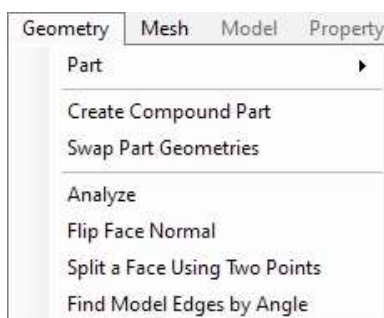 Geometry Mesh Model Property
Part
Create Compound Part
Swap Part Geometries
Analyze
Flip Face Normal
Split a Face Using Two Points
Find Model Edges by Angle